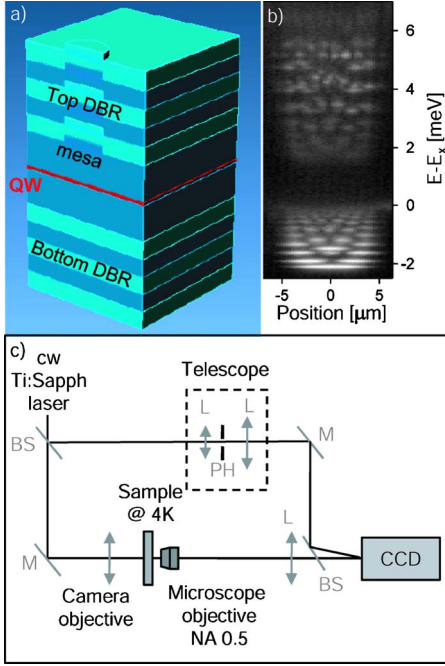 a)
Top DBR
mesa
QW
Bottom DBR
b)
6
4
2
0
-2
E-Eₓ [meV]
-5 0 5
Position [μm]
c)
cw
Ti:Sapph
laser
BS
Telescope
L
L
PH
M
Sample
@ 4K
M
Camera
objective
Microscope
objective
NA 0.5
L
BS
CCD